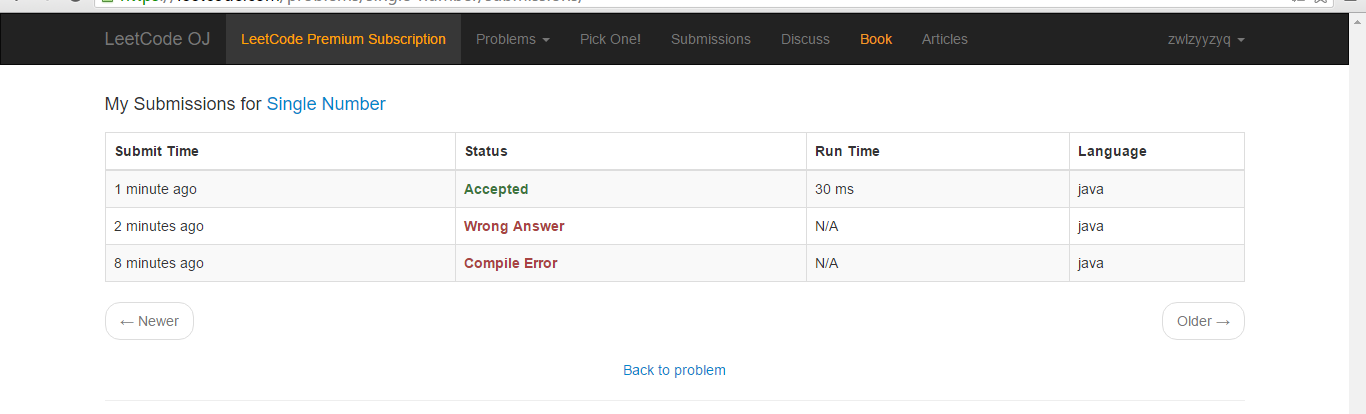 LeetCode OJ LeetCode Premium Subscription Problems Pick One! Submissions Discuss Book Articles zwlzyyzyq
My Submissions for Single Number
Submit Time Status Run Time Language
1 minute ago Accepted 30 ms java
2 minutes ago Wrong Answer N/A java
8 minutes ago Compile Error N/A java
← Newer Older →
Back to problem